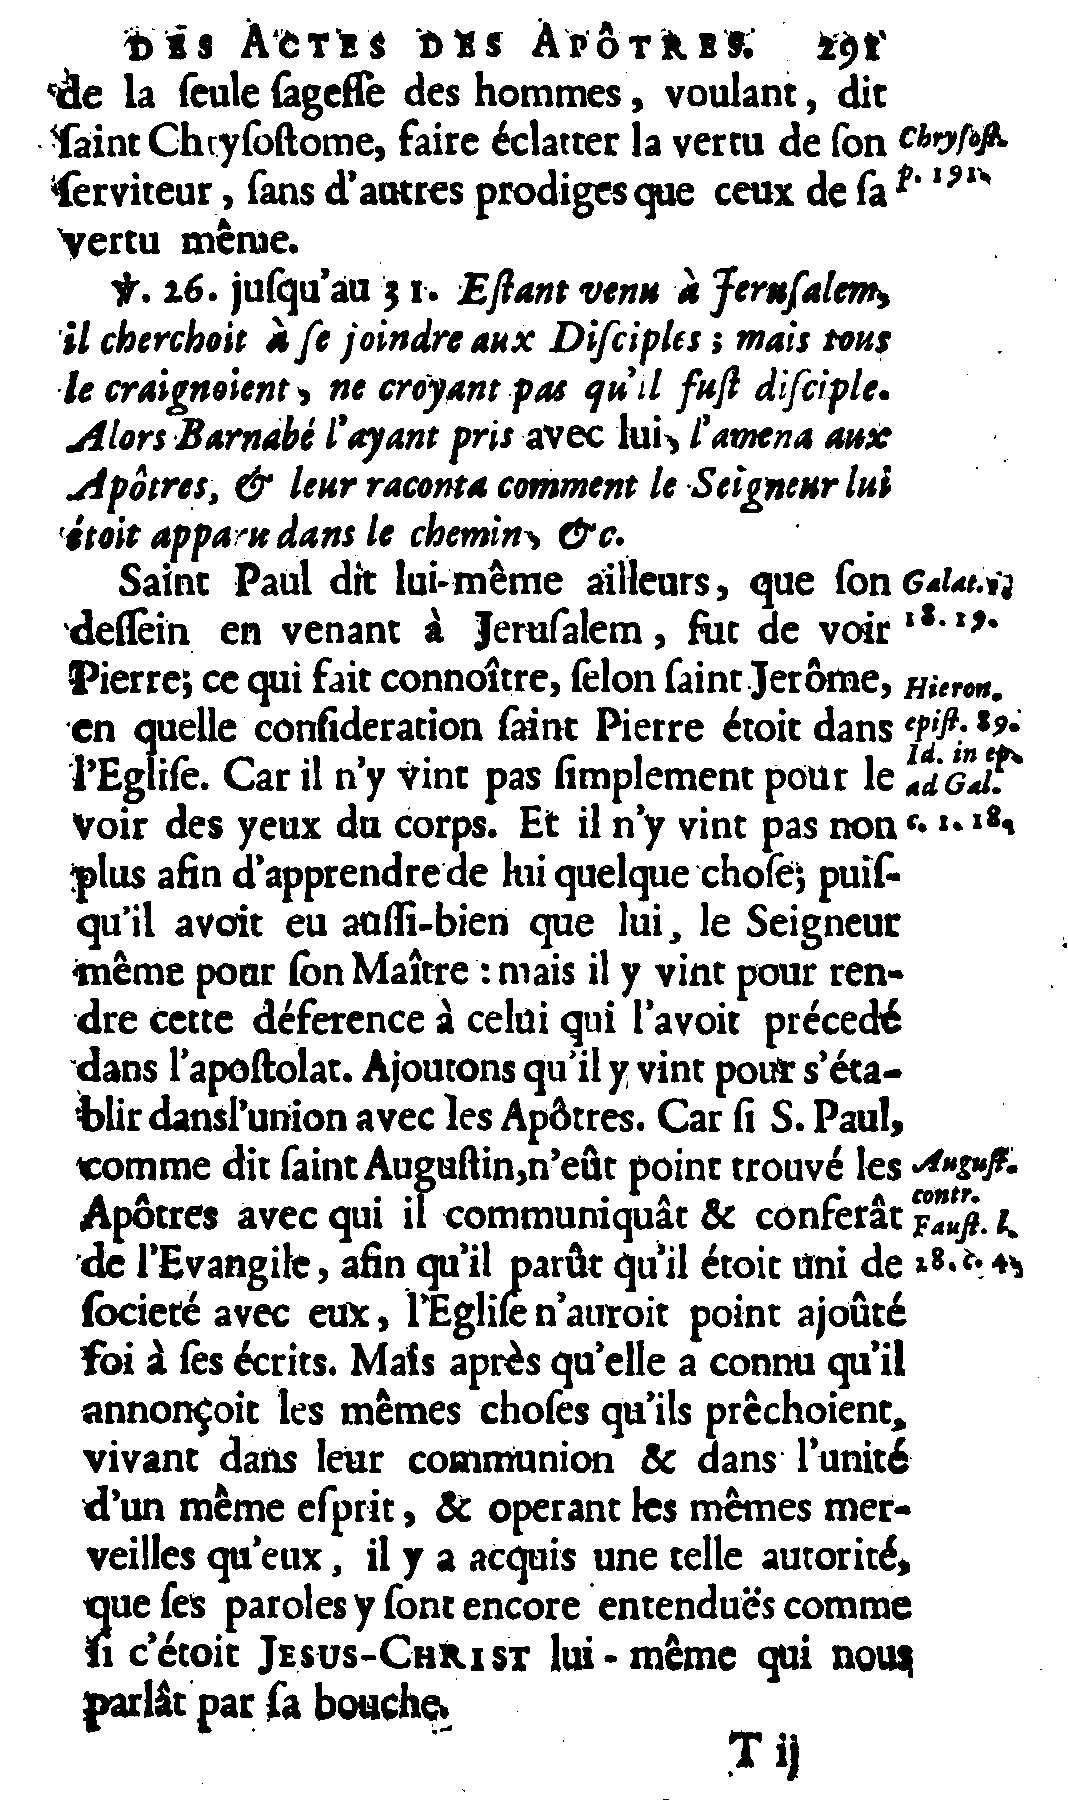 DES ACTES DES APÔTRES. 291
de la ſeule ſageſſe des hommes, voulant, dit
ſaint Chryſoſtome, faire éclatter la vertu de ſon
Chryſoſt.
ſerviteur, ſans d'autres prodiges que ceux de ſa
p. 191.
vertu même.
℣. 26. juſqu'au 31. Eſtant venu à Jeruſalem,
il cherchoit à ſe joindre aux Diſciples; mais tous
le craignoient, ne croyant pas qu'il fuſt diſciple.
Alors Barnabé l'ayant pris avec lui, l'amena aux
Apôtres, & leur raconta comment le Seigneur lui
étoit apparu dans le chemin, &c.
Saint Paul dit lui-même ailleurs, que ſon
Galat.
deſſein en venant à Jeruſalem, fut de voir
18. 19.
Pierre; ce qui fait connoître, ſelon ſaint Jerôme,
Hieron.
en quelle conſideration ſaint Pierre étoit dans
epiſt. 89.
l'Egliſe. Car il n'y vint pas ſimplement pour le
Id. in ep.
ad Gal.
voir des yeux du corps. Et il n'y vint pas non
c. 1. 18.
plus afin d'apprendre de lui quelque choſe; puiſ-
qu'il avoit eu auſſi-bien que lui, le Seigneur
même pour ſon Maître : mais il y vint pour ren-
dre cette déference à celui qui l'avoit précedé
dans l'apoſtolat. Ajoutons qu'il y vint pour s'éta-
blir dansl'union avec les Apôtres. Car ſi S. Paul,
comme dit ſaint Auguſtin, n'eût point trouvé les
Auguſt.
contr.
Apôtres avec qui il communiquât & conferât
Fauſt. l.
de l'Evangile, afin qu'il parût qu'il étoit uni de
28. c. 4.
ſocieté avec eux, l'Egliſe n'auroit point ajoûté
foi à ſes écrits. Mais après qu'elle a connu qu'il
annonçoit les mêmes choſes qu'ils prêchoient,
vivant dans leur communion & dans l'unité
d'un même eſprit, & operant les mêmes mer-
veilles qu'eux, il y a acquis une telle autorité,
que ſes paroles y ſont encore entenduës comme
ſi c'étoit JESUS-CHRIST lui-même qui nous
parlât par ſa bouche.
T ij